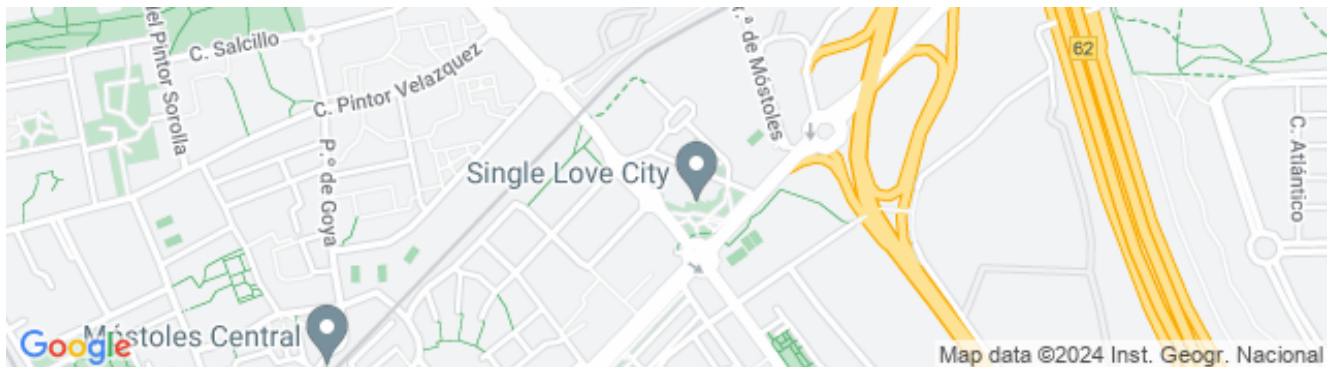 del Pintor Sorolla
C. Salcillo
C. Pintor Velazquez
P.º de Goya
Single Love City
de Móstoles
62
C. Atlántico
Móstoles Central
Google
Map data ©2024 Inst. Geogr. Nacional